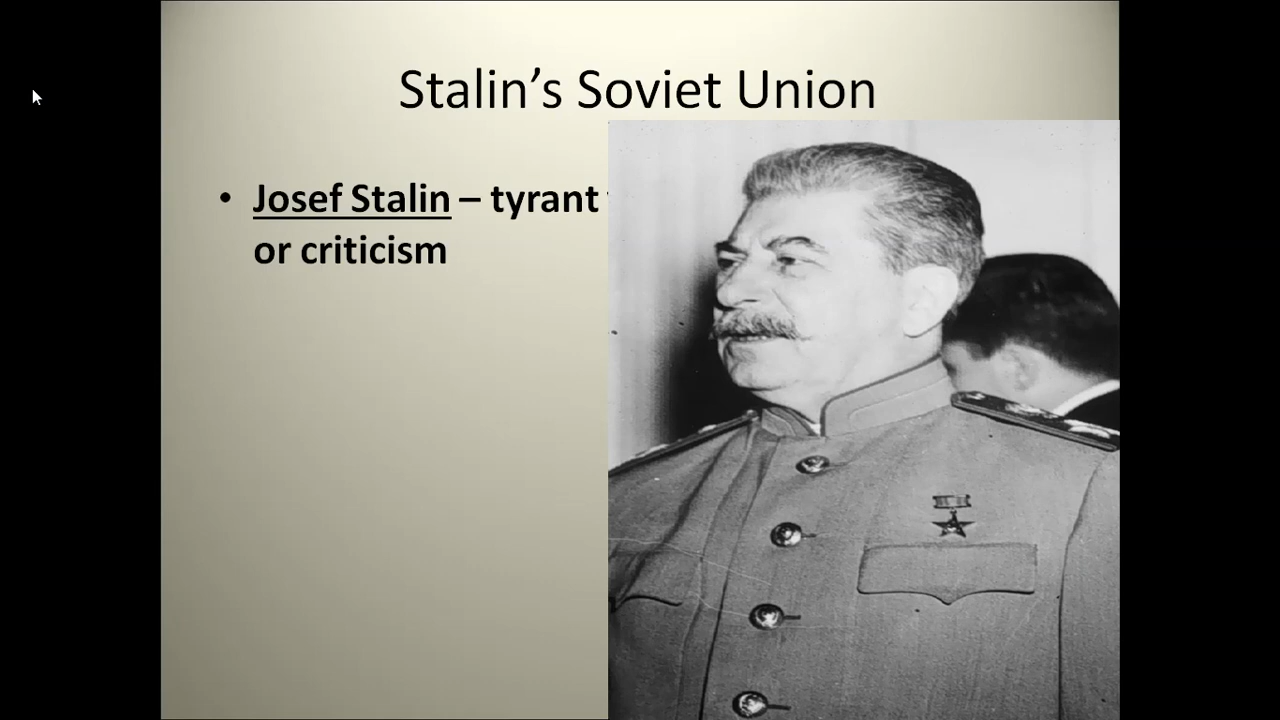 Stalin’s Soviet Union
• Josef Stalin – tyrant
or criticism